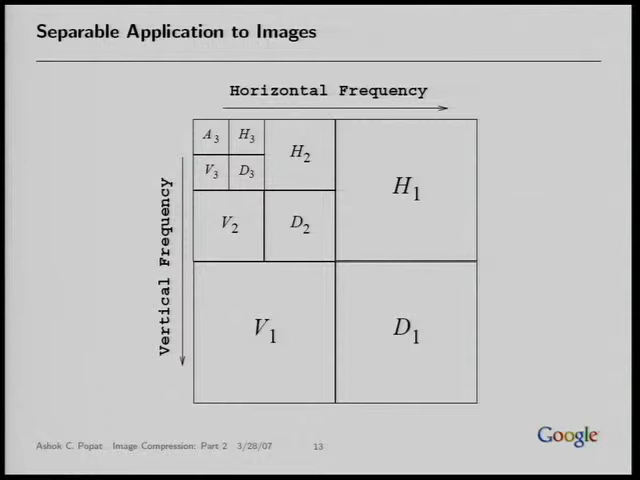 Separable Application to Images
Horizontal Frequency
Vertical Frequency
A3 H3 H2 H1
V3 D3
V2 D2
V1 D1
Ashok C. Popat Image Compression: Part 2 3/28/07 13
Google